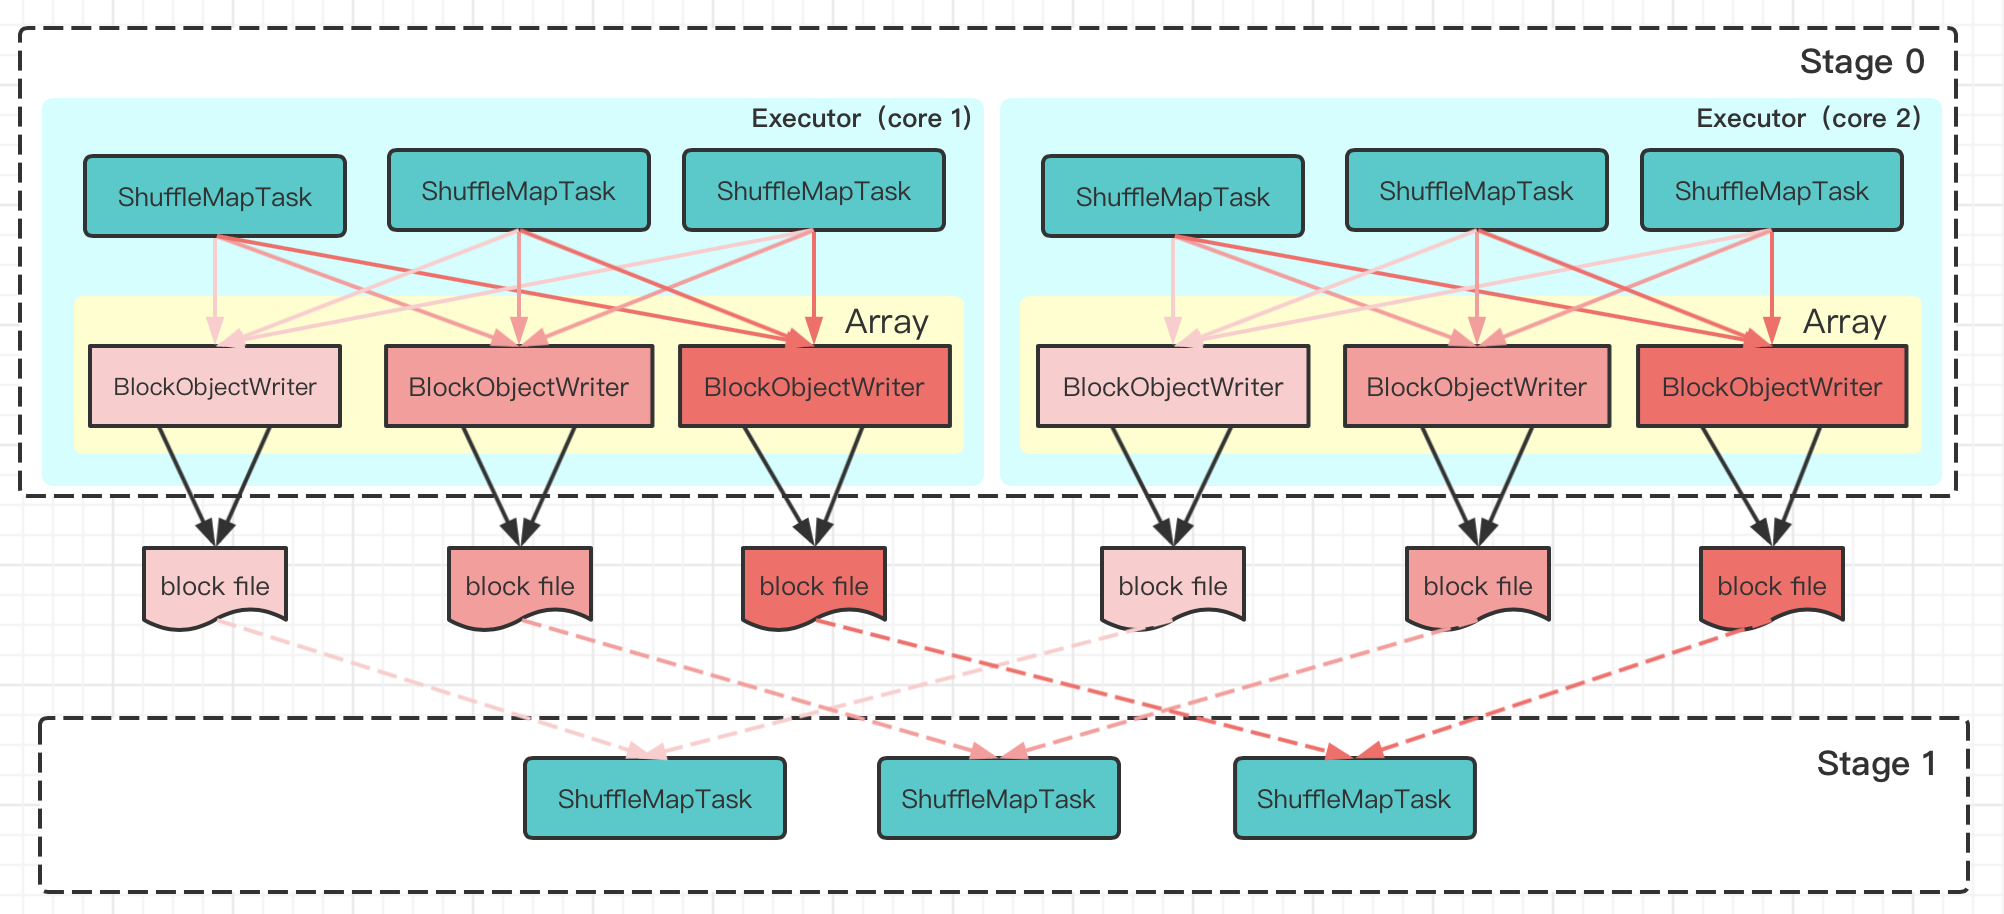 Stage 0
Executor（core 1)
Executor（core 2)
ShuffleMapTask
ShuffleMapTask
ShuffleMapTask
ShuffleMapTask
ShuffleMapTask
ShuffleMapTask
Array
Array
BlockObjectWriter
BlockObjectWriter
BlockObjectWriter
BlockObjectWriter
BlockObjectWriter
BlockObjectWriter
block file
block file
block file
block file
block file
block file
Stage 1
ShuffleMapTask
ShuffleMapTask
ShuffleMapTask